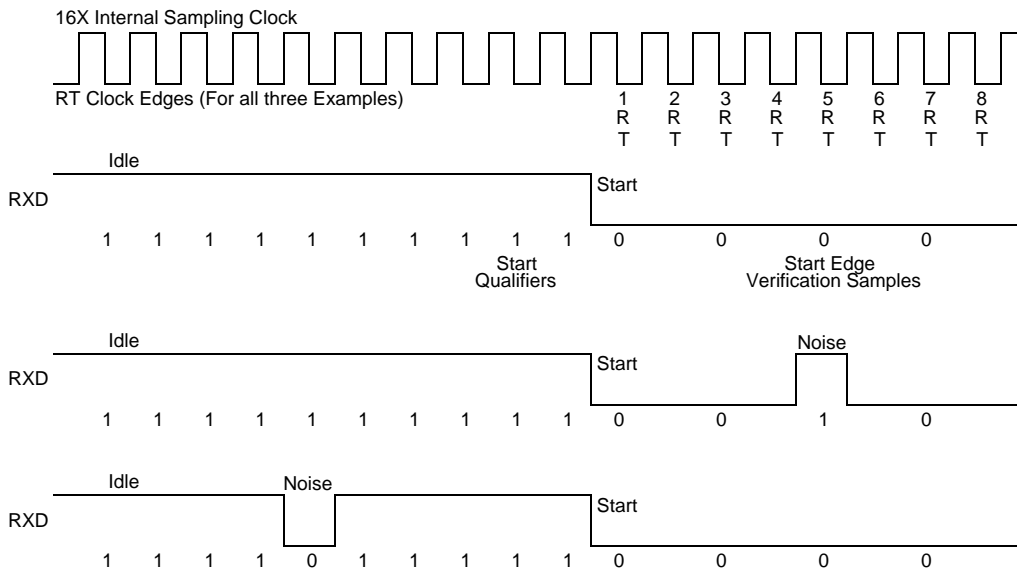 16X Internal Sampling Clock
RT Clock Edges (For all three Examples)
1 2 3 4 5 6 7 8
R R R R R R R R
T T T T T T T T
Idle
RXD
Start
1 1 1 1 1 1 1 1 1 1 0 0 0 0
Start
Qualifiers
Start Edge
Verification Samples
Idle
Noise
RXD
Start
1 1 1 1 1 1 1 1 1 1 0 0 1 0
Idle
Noise
RXD
Start
1 1 1 1 0 1 1 1 1 1 0 0 0 0